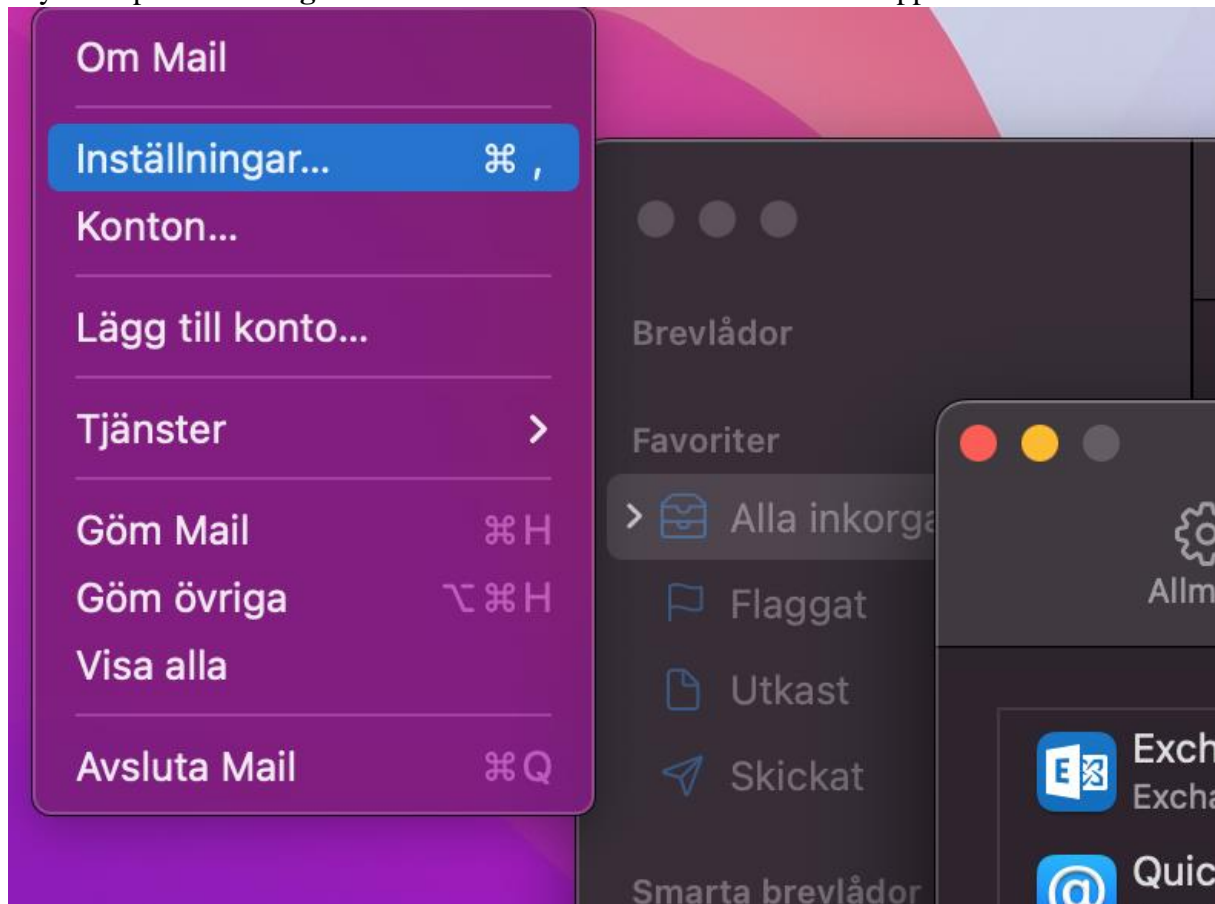 Om Mail
Inställningar... ⌘ ,
Konton...
Lägg till konto...
Tjänster >
Göm Mail ⌘H
Göm övriga ⌥⌘H
Visa alla
Avsluta Mail ⌘Q
Brevlådor
Favoriter
Alla inkorga
Flaggat
Utkast
Skickat
Smarta brevlådor
Allm
Exch
Excha
Quic